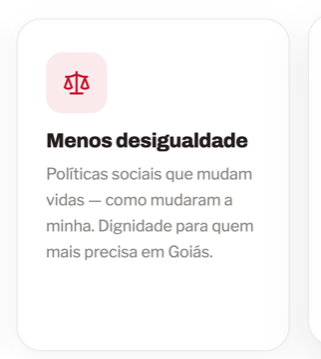 Menos desigualdade
Políticas sociais que mudam
vidas — como mudaram a
minha. Dignidade para quem
mais precisa em Goiás.